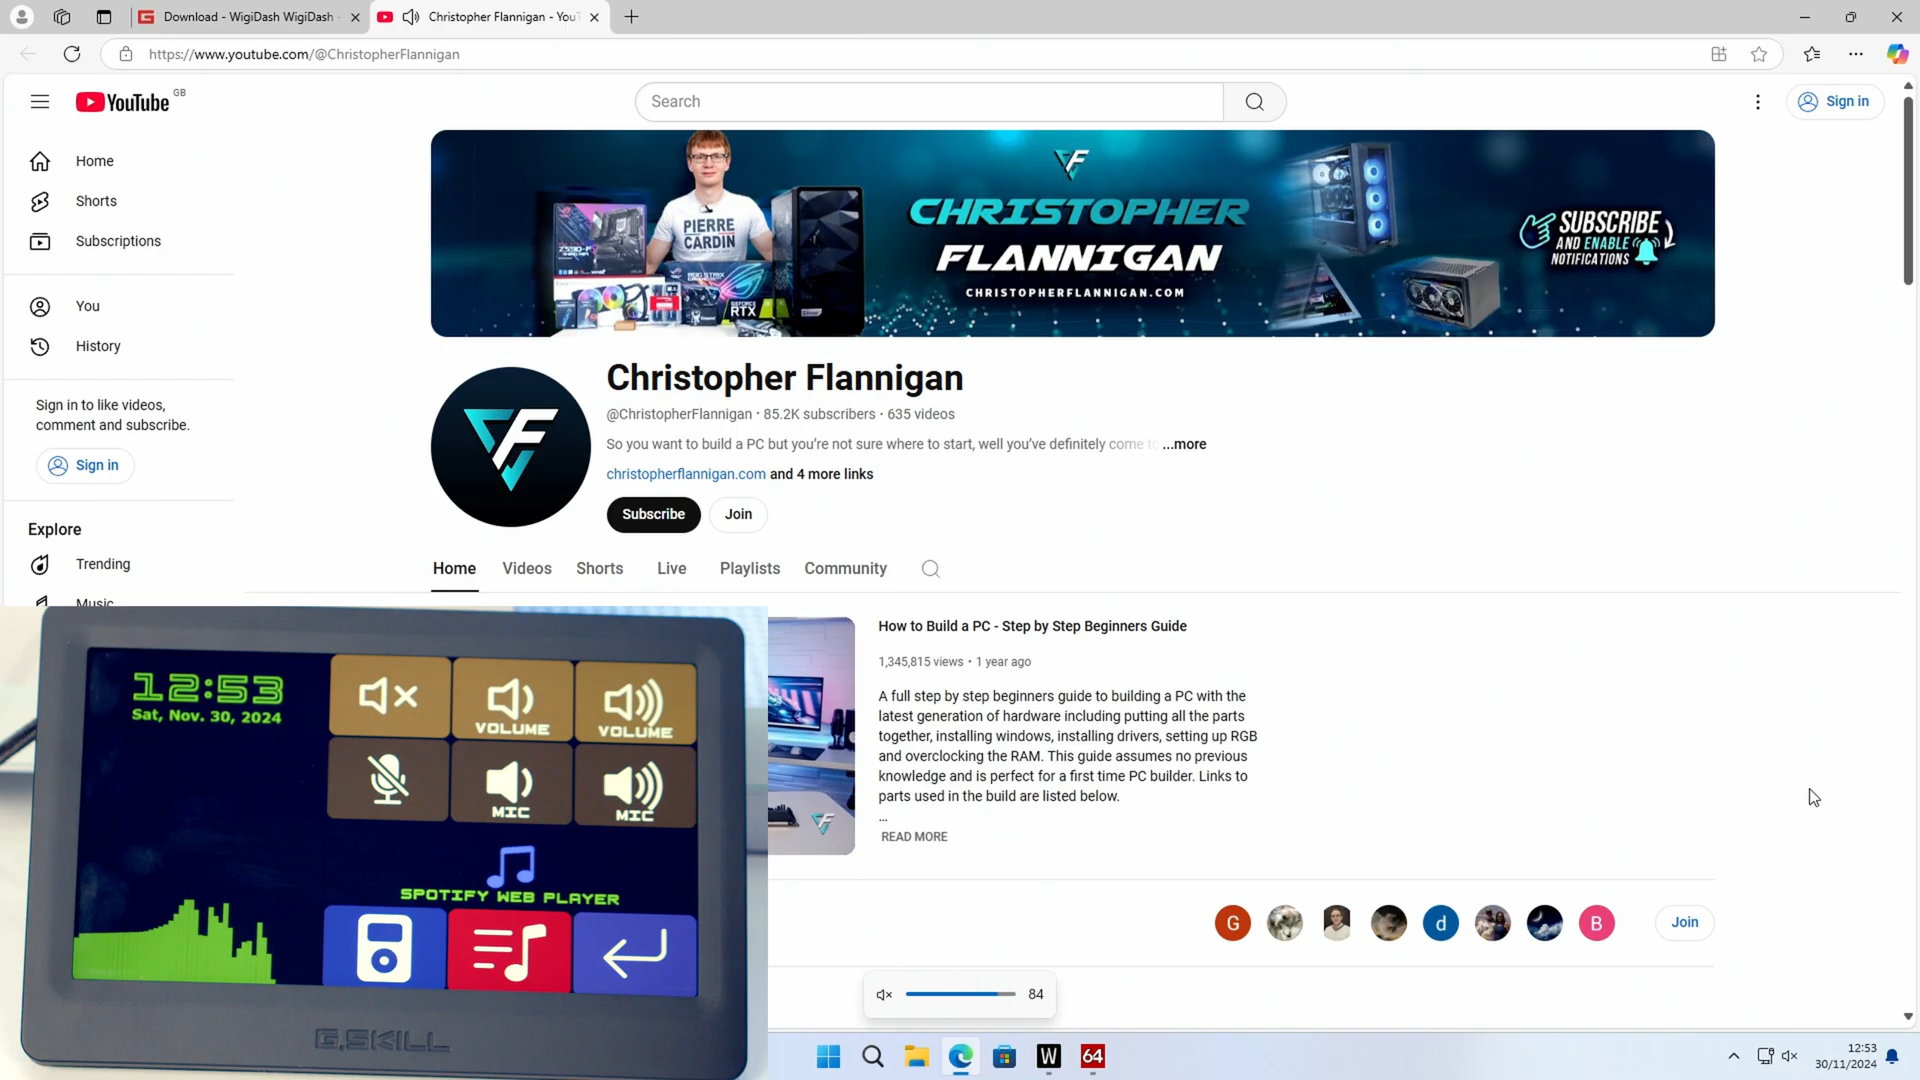 Download - WigiDash WigiDash
Christopher Flannigan - YouT
https://www.youtube.com/@ChristopherFlannigan
YouTube GB
Search
Sign in
Home
Shorts
Subscriptions
You
History
Sign in to like videos,
comment and subscribe.
Sign in
Explore
Trending
Music
PIERRE
CARDIN
Z590-F
ROG STRIX
GEFORCE
RTX
CHRISTOPHER
FLANNIGAN
CHRISTOPHERFLANNIGAN.COM
SUBSCRIBE
AND ENABLE
NOTIFICATIONS
Christopher Flannigan
@ChristopherFlannigan · 85.2K subscribers · 635 videos
So you want to build a PC but you're not sure where to start, well you've definitely come to ...more
christopherflannigan.com and 4 more links
Subscribe
Join
Home
Videos
Shorts
Live
Playlists
Community
How to Build a PC - Step by Step Beginners Guide
1,345,815 views • 1 year ago
A full step by step beginners guide to building a PC with the
latest generation of hardware including putting all the parts
together, installing windows, installing drivers, setting up RGB
and overclocking the RAM. This guide assumes no previous
knowledge and is perfect for a first time PC builder. Links to
parts used in the build are listed below.
...
READ MORE
G
d
B
Join
84
12:53
Sat, Nov. 30, 2024
VOLUME
VOLUME
MIC
MIC
SPOTIFY WEB PLAYER
G.SKILL
W
64
12:53
30/11/2024